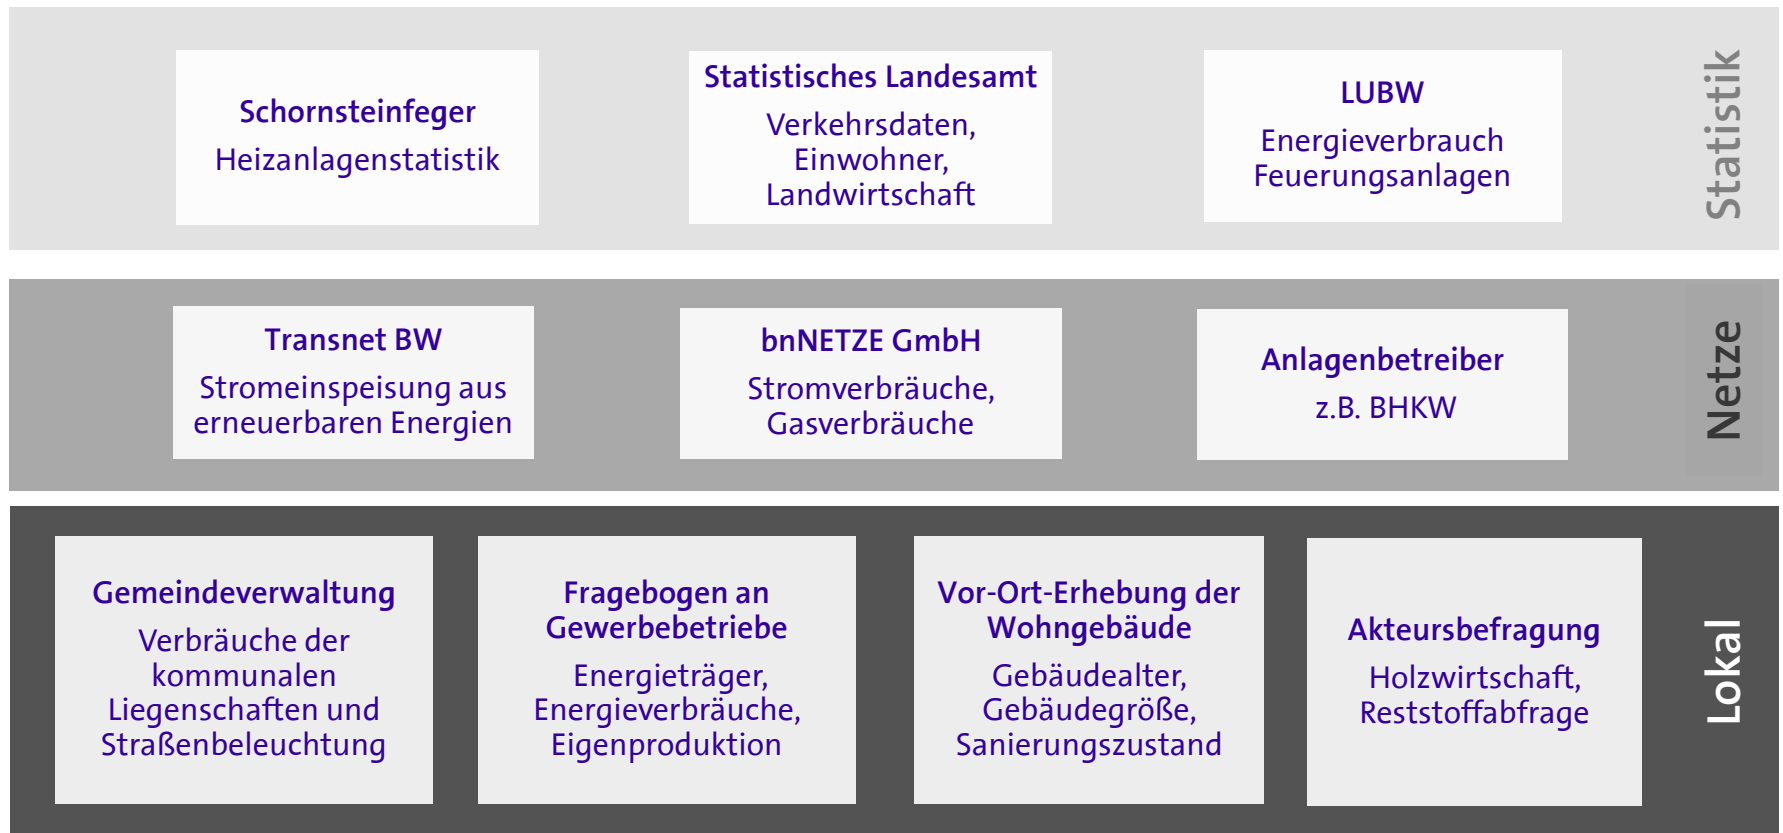 Schornsteinfeger
Heizanlagenstatistik
Statistisches Landesamt
Verkehrsdaten,
Einwohner,
Landwirtschaft
LUBW
Energieverbrauch
Feuerungsanlagen
Statistik
Transnet BW
Stromeinspeisung aus
erneuerbaren Energien
bnNETZE GmbH
Stromverbräuche,
Gasverbräuche
Anlagenbetreiber
z.B. BHKW
Netze
Gemeindeverwaltung
Verbräuche der
kommunalen
Liegenschaften und
Straßenbeleuchtung
Fragebogen an
Gewerbebetriebe
Energieträger,
Energieverbräuche,
Eigenproduktion
Vor-Ort-Erhebung der
Wohngebäude
Gebäudealter,
Gebäudegröße,
Sanierungszustand
Akteursbefragung
Holzwirtschaft,
Reststoffabfrage
Lokal